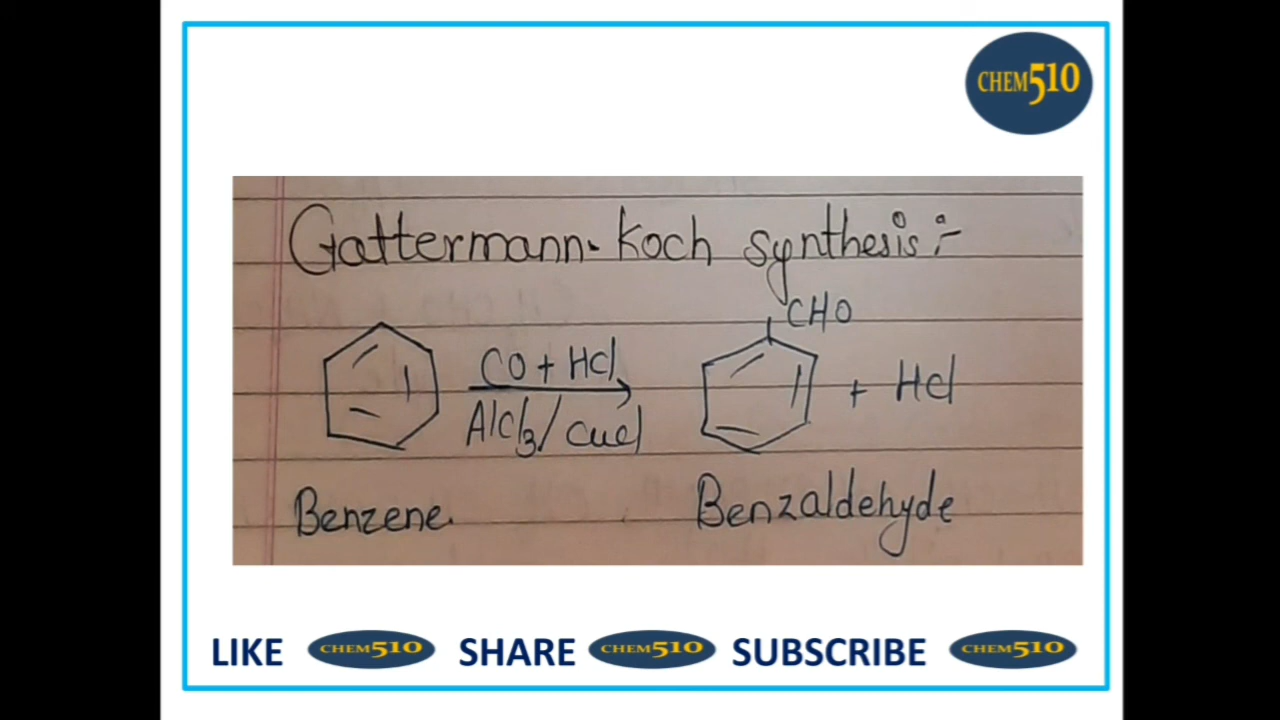 CHEM510
Gattermann-Koch synthesis:-
CHO
CO + HCl
+ HCl
AlCl3/CuCl
Benzene.
Benzaldehyde
LIKE CHEM510 SHARE CHEM510 SUBSCRIBE CHEM510